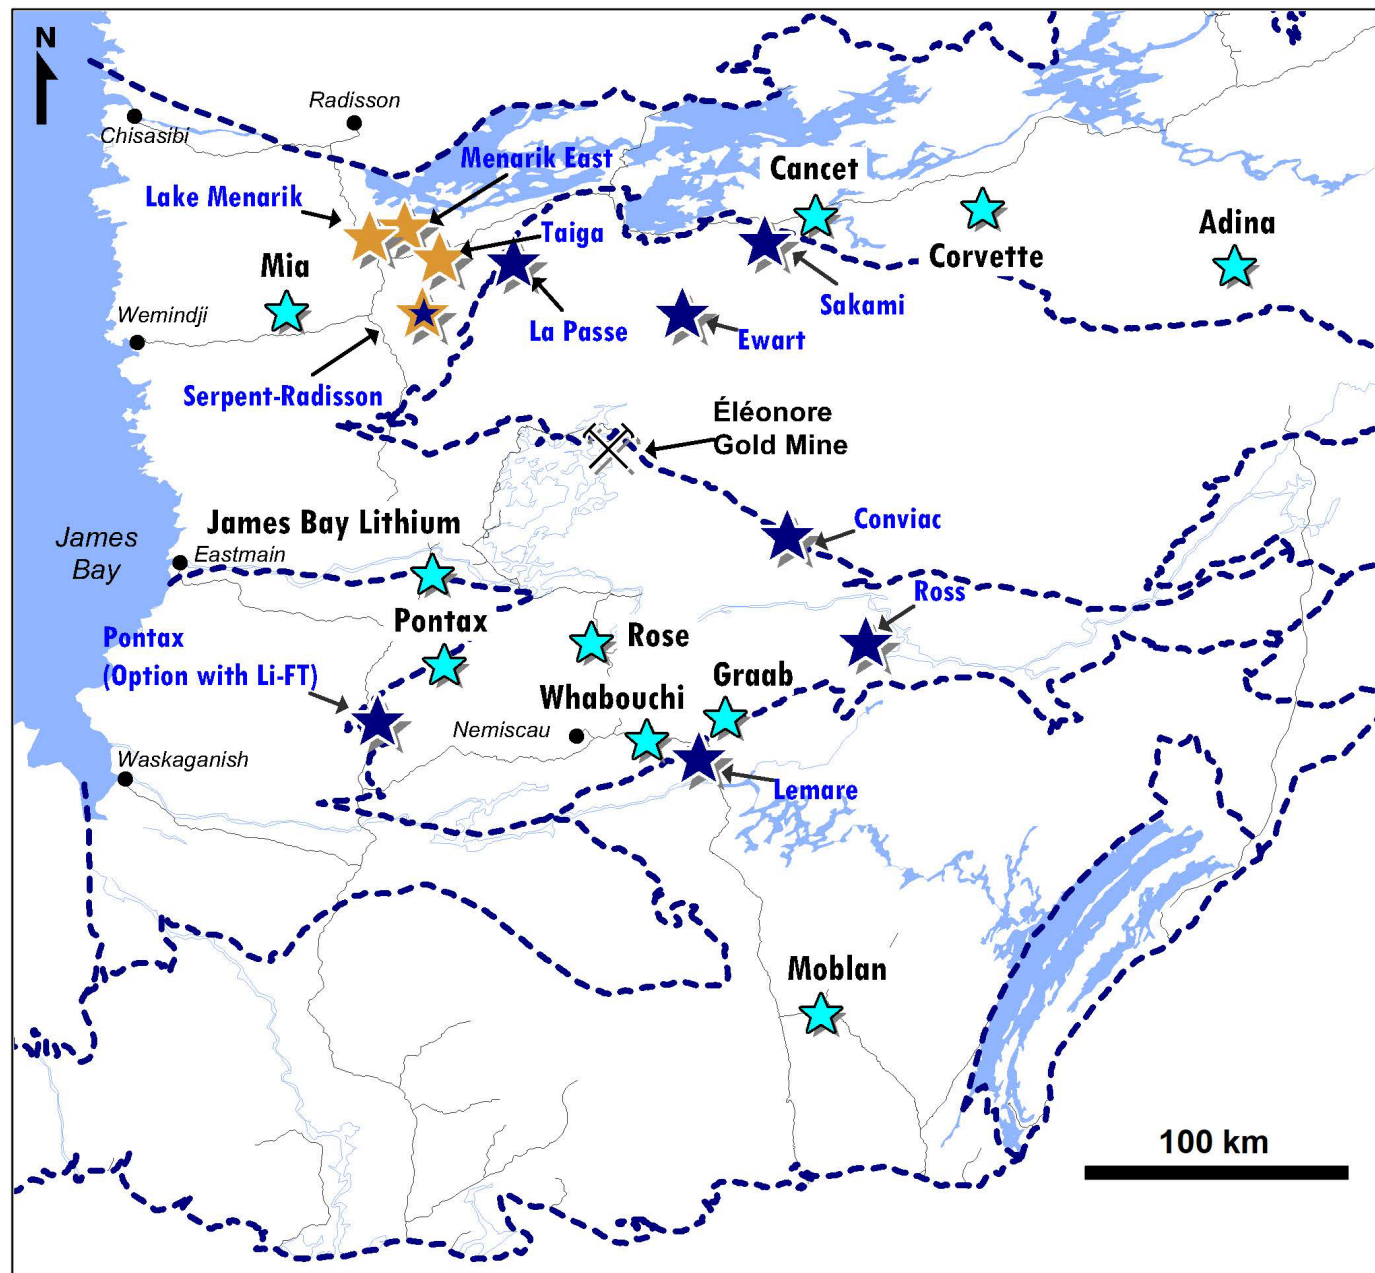 N
Radisson
Chisasibi
Menarik East
Lake Menarik
Cancet
Taiga
Adina
Mia
Corvette
Sakami
Wemindji
La Passe
Ewart
Serpent-Radisson
Éléonore
Gold Mine
James Bay Lithium
Conviac
James
Bay
Eastmain
Ross
Pontax
Rose
Pontax
(Option with Li-FT)
Graab
Whabouchi
Nemiscau
Waskaganish
Lemare
Moblan
100 km